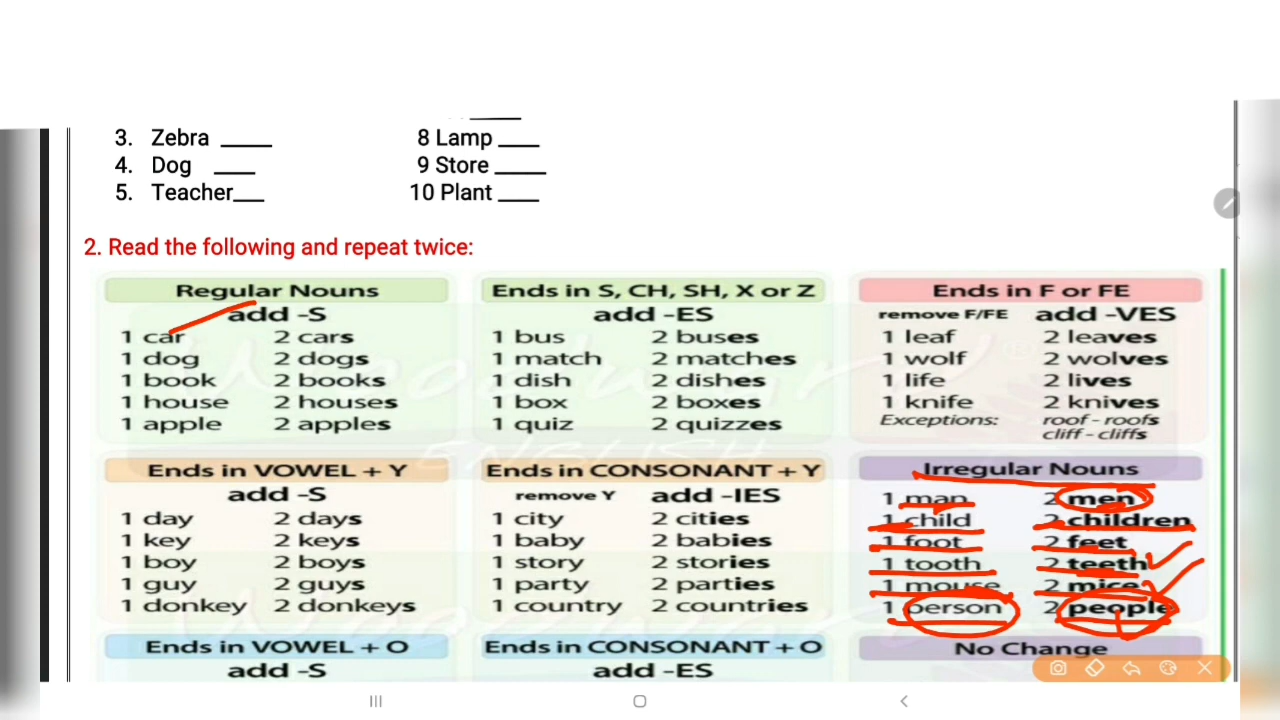 3. Zebra ____ 8 Lamp ____
4. Dog ____ 9 Store ____
5. Teacher___ 10 Plant ____
2. Read the following and repeat twice:
Regular Nouns
add -S
1 car 2 cars
1 dog 2 dogs
1 book 2 books
1 house 2 houses
1 apple 2 apples
Ends in S, CH, SH, X or Z
add -ES
1 bus 2 buses
1 match 2 matches
1 dish 2 dishes
1 box 2 boxes
1 quiz 2 quizzes
Ends in F or FE
remove F/FE add -VES
1 leaf 2 leaves
1 wolf 2 wolves
1 life 2 lives
1 knife 2 knives
Exceptions: roof - roofs
cliff - cliffs
Ends in VOWEL + Y
add -S
1 day 2 days
1 key 2 keys
1 boy 2 boys
1 guy 2 guys
1 donkey 2 donkeys
Ends in CONSONANT + Y
remove Y add -IES
1 city 2 cities
1 baby 2 babies
1 story 2 stories
1 party 2 parties
1 country 2 countries
Irregular Nouns
1 man 2 men
1 child 2 children
1 foot 2 feet
1 tooth 2 teeth
1 mouse 2 mice
1 person 2 people
Ends in VOWEL + O
add -S
Ends in CONSONANT + O
add -ES
No Change